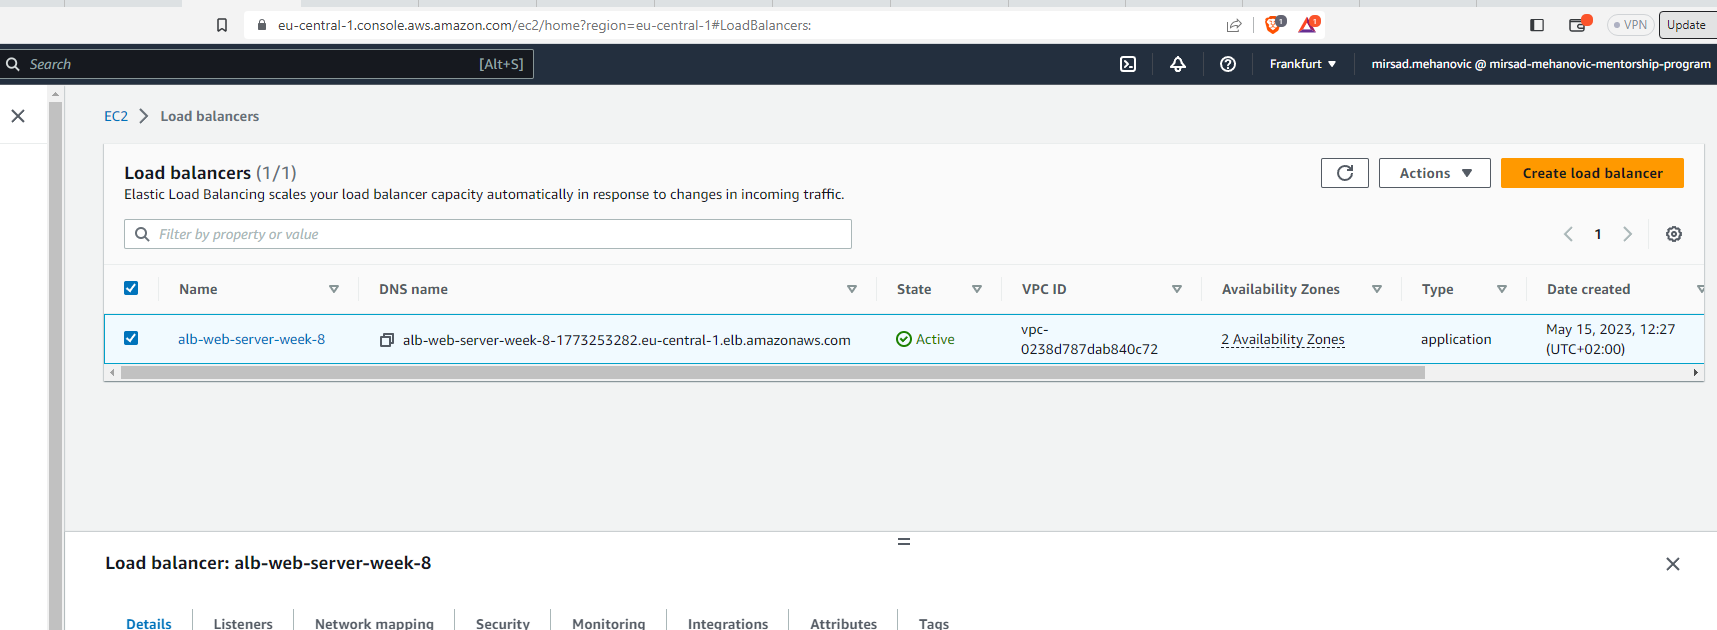 eu-central-1.console.aws.amazon.com/ec2/home?region=eu-central-1#LoadBalancers:
1
1
VPN
Update
Search
[Alt+S]
Frankfurt
mirsad.mehanovic @ mirsad-mehanovic-mentorship-program
EC2
Load balancers
Load balancers (1/1)
Elastic Load Balancing scales your load balancer capacity automatically in response to changes in incoming traffic.
Actions
Create load balancer
Filter by property or value
1
Name
DNS name
State
VPC ID
Availability Zones
Type
Date created
alb-web-server-week-8
alb-web-server-week-8-1773253282.eu-central-1.elb.amazonaws.com
Active
vpc-
0238d787dab840c72
2 Availability Zones
application
May 15, 2023, 12:27
(UTC+02:00)
Load balancer: alb-web-server-week-8
Details
Listeners
Network mapping
Security
Monitoring
Integrations
Attributes
Tags